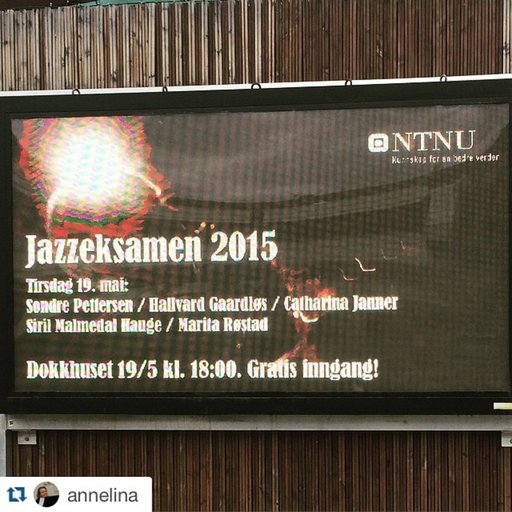 NTNU
Kunnskap for en bedre verden
Jazzeksamen 2015
Tirsdag 19. mai:
Sondre Pettersen / Hallvard Gaardløs / Catharina Janner
Siril Malmedal Hauge / Marita Røstad
Dokkhuset 19/5 kl. 18:00. Gratis inngang!
annelina